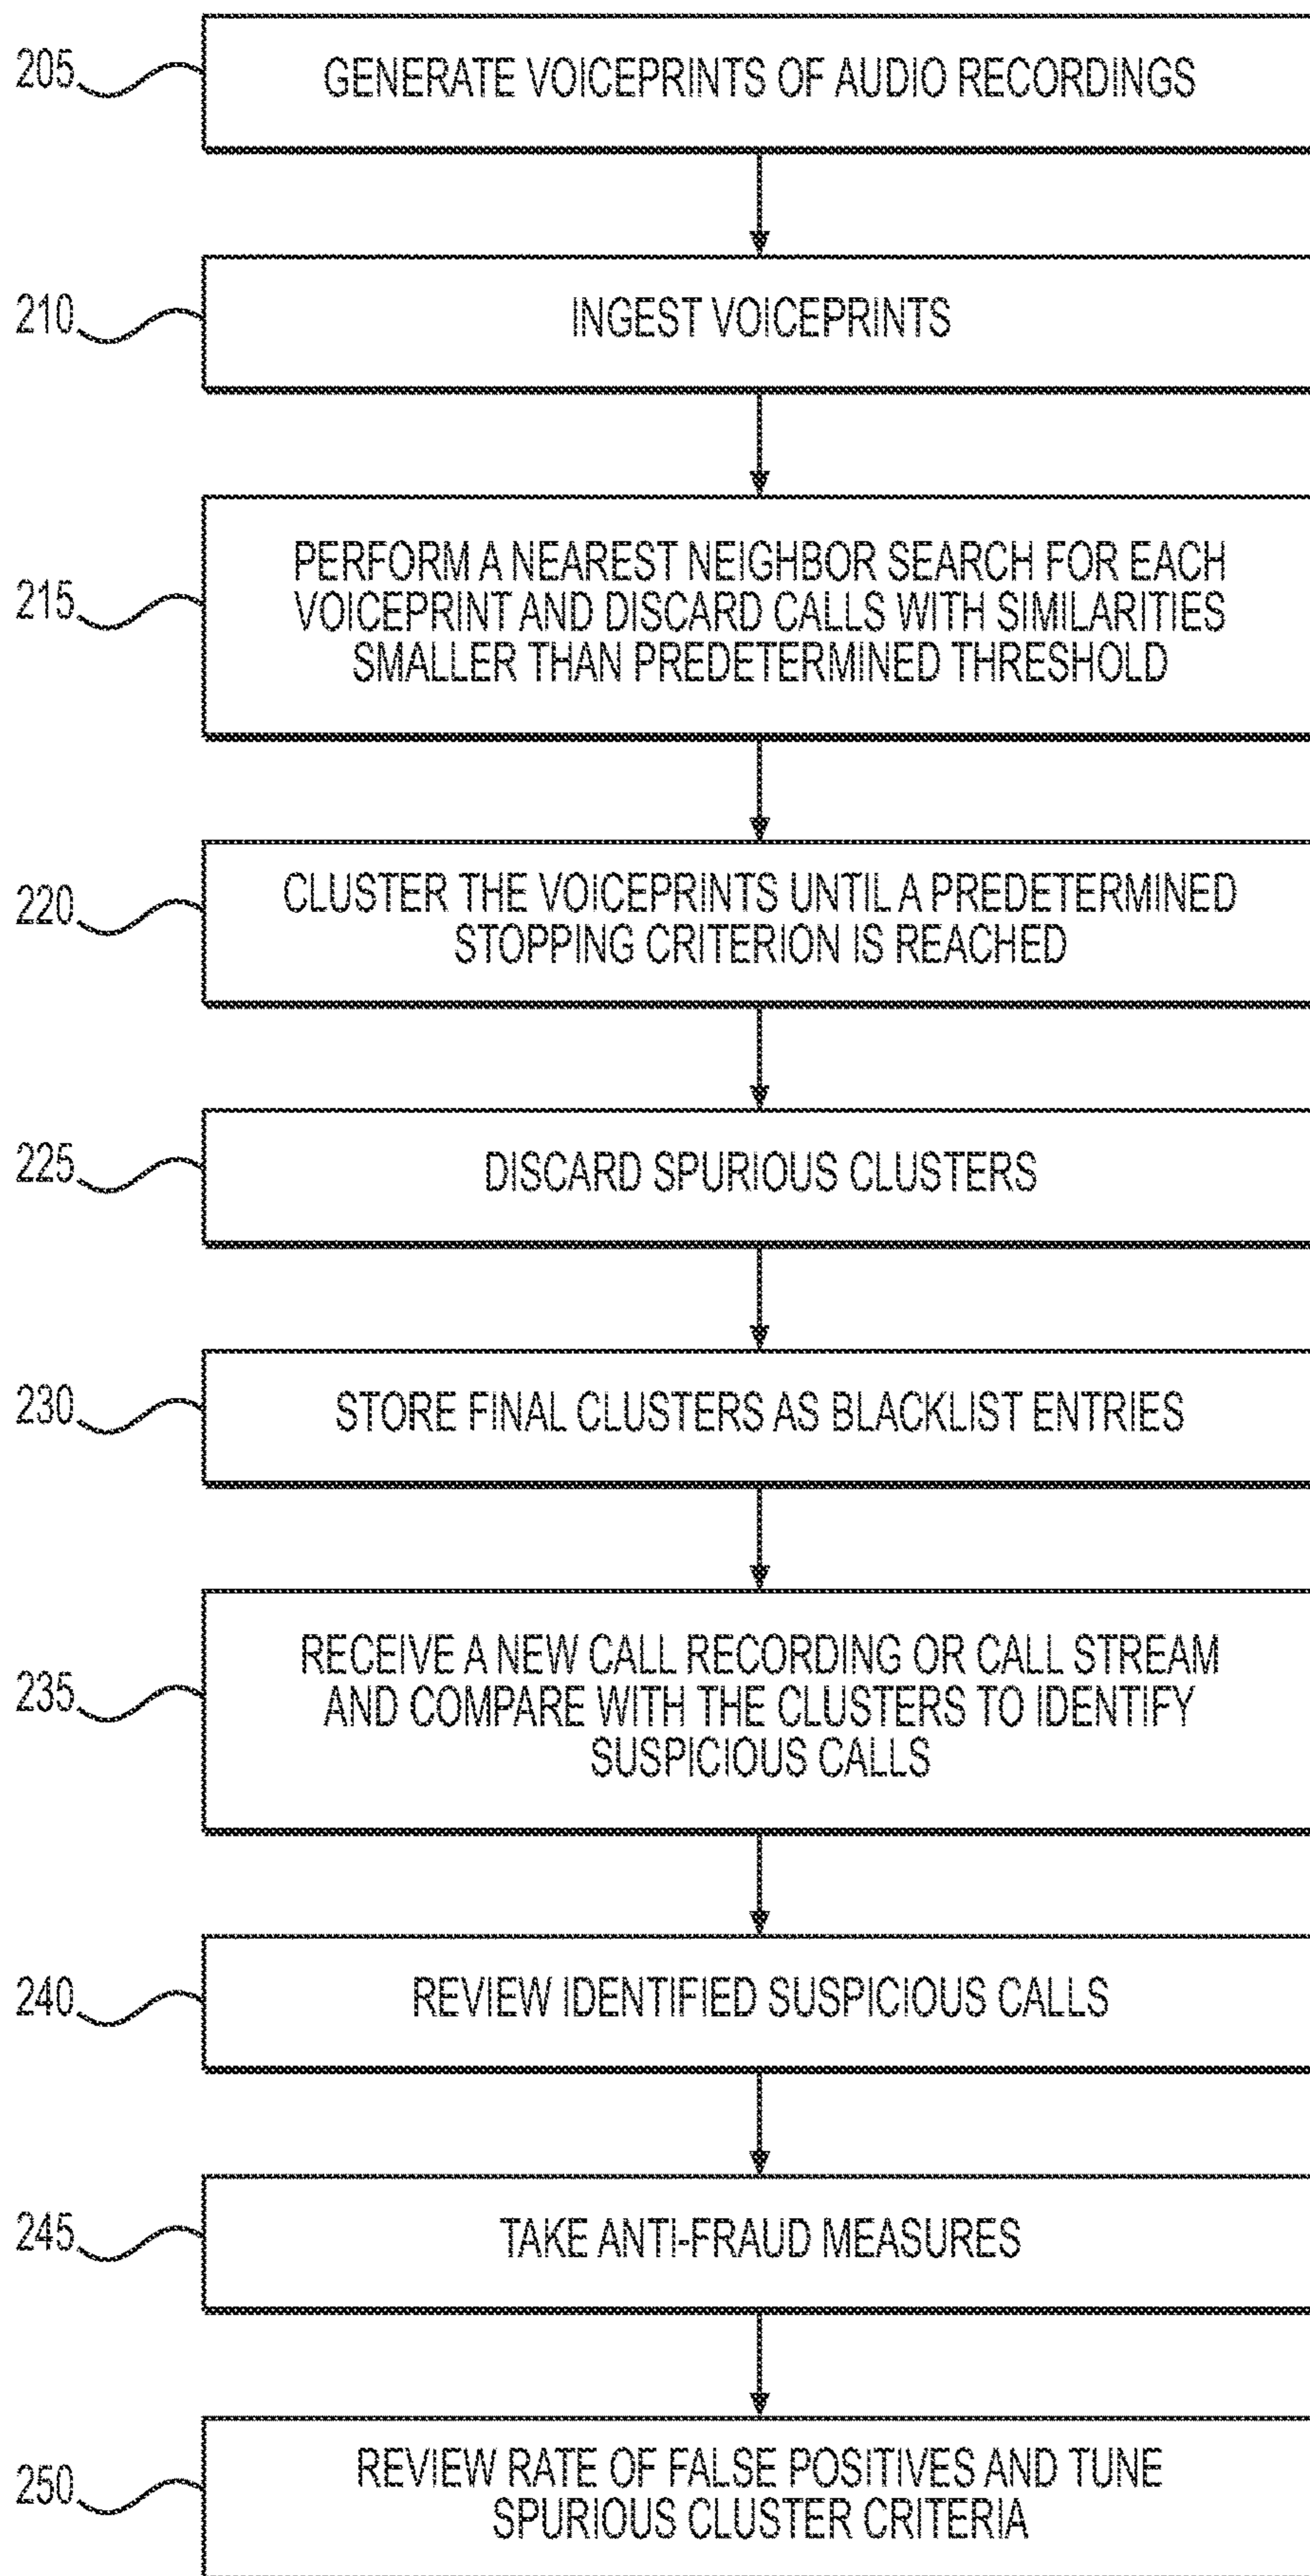 205
GENERATE VOICEPRINTS OF AUDIO RECORDINGS
210
INGEST VOICEPRINTS
215
PERFORM A NEAREST NEIGHBOR SEARCH FOR EACH
VOICEPRINT AND DISCARD CALLS WITH SIMILARITIES
SMALLER THAN PREDETERMINED THRESHOLD
220
CLUSTER THE VOICEPRINTS UNTIL A PREDETERMINED
STOPPING CRITERION IS REACHED
225
DISCARD SPURIOUS CLUSTERS
230
STORE FINAL CLUSTERS AS BLACKLIST ENTRIES
235
RECEIVE A NEW CALL RECORDING OR CALL STREAM
AND COMPARE WITH THE CLUSTERS TO IDENTIFY
SUSPICIOUS CALLS
240
REVIEW IDENTIFIED SUSPICIOUS CALLS
245
TAKE ANTI-FRAUD MEASURES
250
REVIEW RATE OF FALSE POSITIVES AND TUNE
SPURIOUS CLUSTER CRITERIA